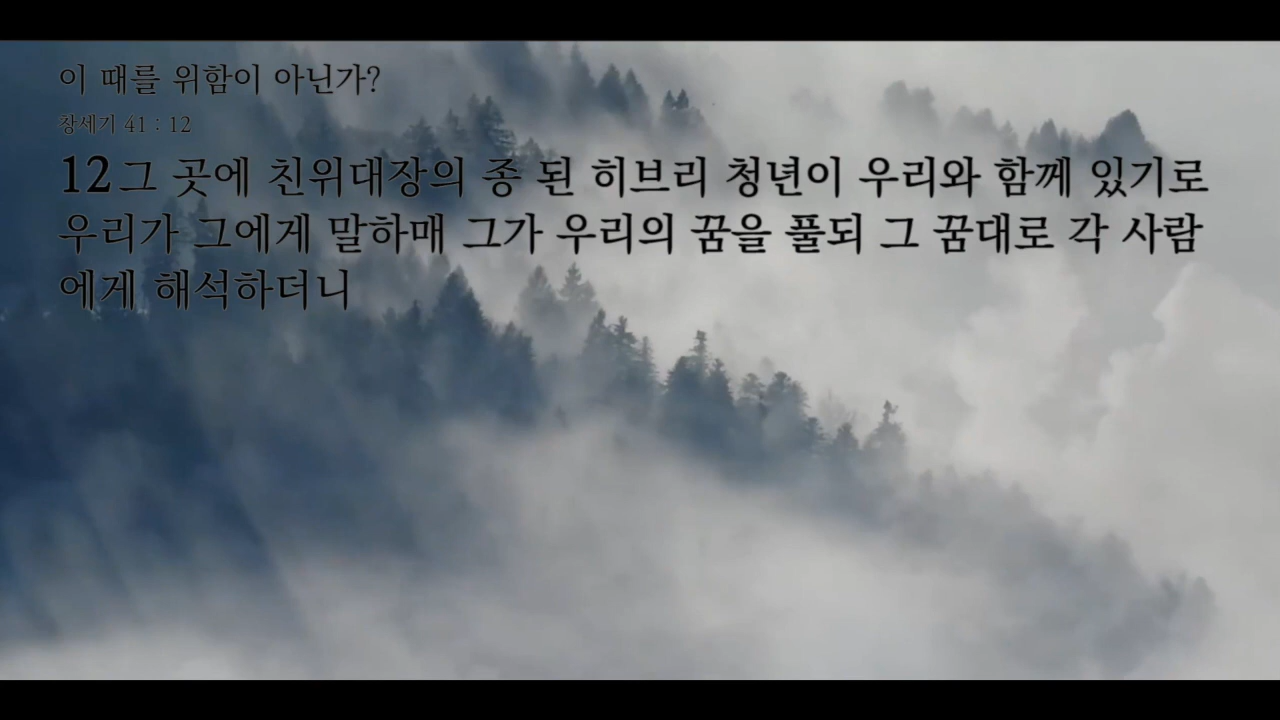 이 때를 위함이 아닌가?
창세기 41 : 12
12그 곳에 친위대장의 종 된 히브리 청년이 우리와 함께 있기로
우리가 그에게 말하매 그가 우리의 꿈을 풀되 그 꿈대로 각 사람
에게 해석하더니